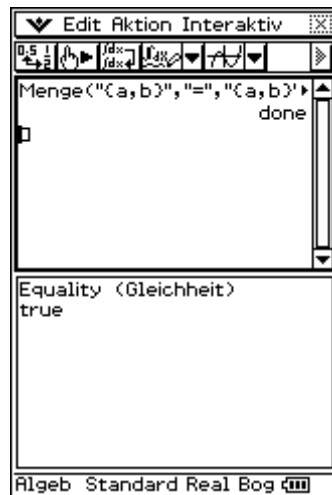 Edit Aktion Interaktiv
Menge("{a,b}","=","{a,b}"
done
Equality (Gleichheit)
true
Algeb Standard Real Bog